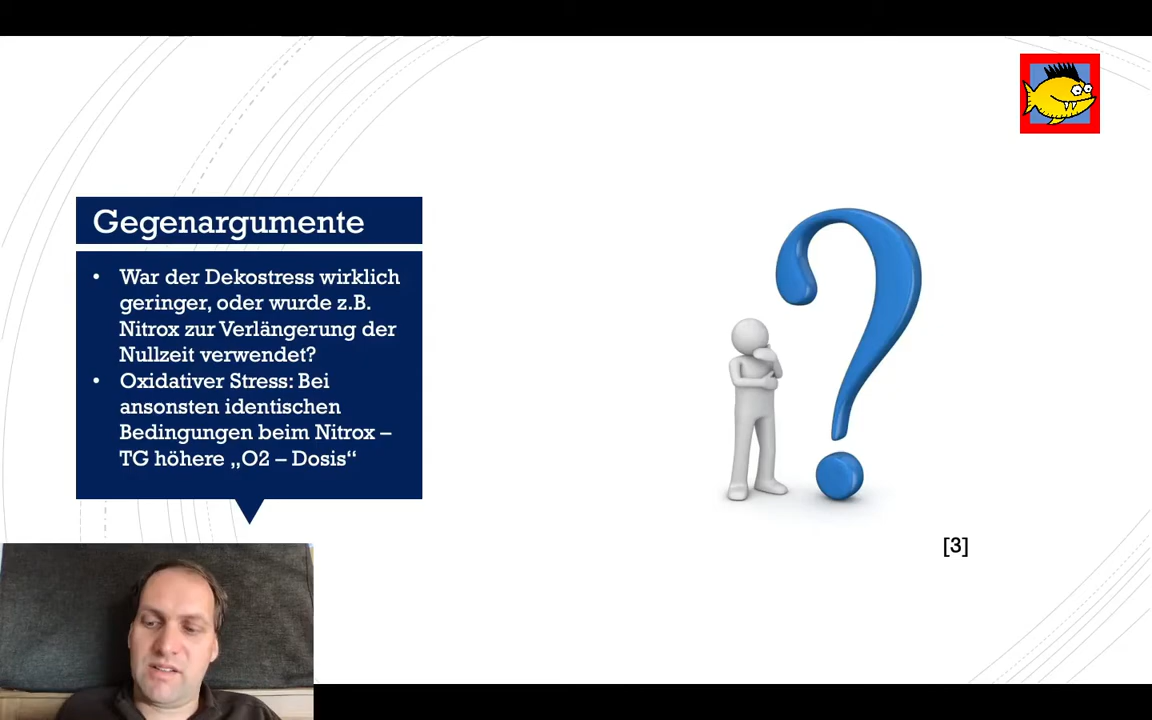 Gegenargumente
• War der Dekostress wirklich
geringer, oder wurde z.B.
Nitrox zur Verlängerung der
Nullzeit verwendet?
• Oxidativer Stress: Bei
ansonsten identischen
Bedingungen beim Nitrox –
TG höhere „O2 – Dosis“
[3]